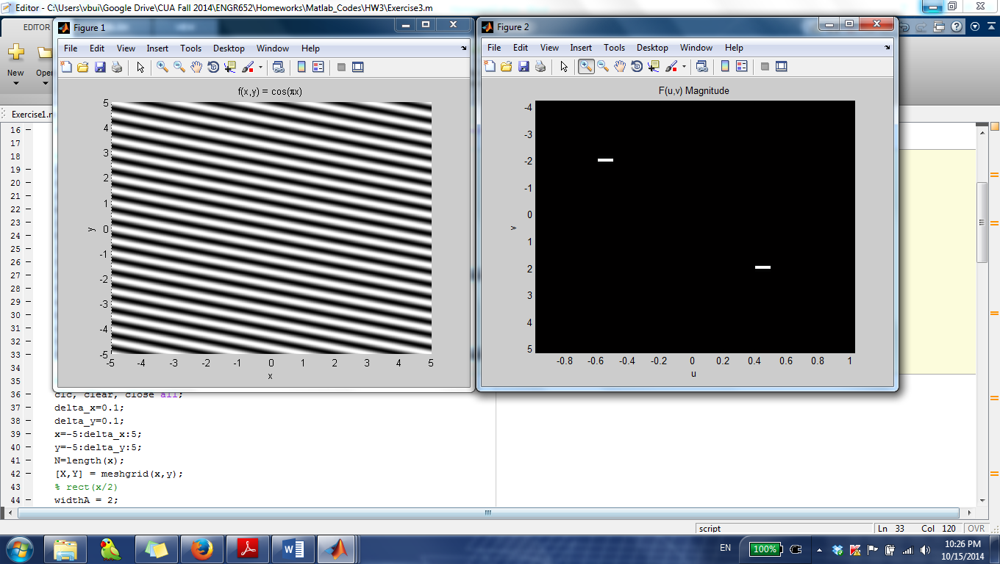 Editor - C:\Users\vbui\Google Drive\CUA Fall 2014\ENGR652\Homeworks\Matlab_Codes\HW3\Exercise3.m
EDITOR
New
Exercise1.
Figure 1
File Edit View Insert Tools Desktop Window Help
f(x,y) = cos(πx)
5
4
3
2
1
0
-1
-2
-3
-4
-5
y
-5 -4 -3 -2 -1 0 1 2 3 4 5
x
Figure 2
File Edit View Insert Tools Desktop Window Help
F(u,v) Magnitude
-4
-3
-2
-1
0
1
2
3
4
5
v
-0.8 -0.6 -0.4 -0.2 0 0.2 0.4 0.6 0.8 1
u
16
17
18
19
20
21
22
23
24
25
26
27
28
29
30
31
32
33
34
35
36 clc, clear, close all;
37 delta_x=0.1;
38 delta_y=0.1;
39 x=-5:delta_x:5;
40 y=-5:delta_y:5;
41 N=length(x);
42 [X,Y] = meshgrid(x,y);
43 % rect(x/2)
44 widthA = 2;
script Ln 33 Col 120 OVR
EN 100% 10:26 PM
10/15/2014